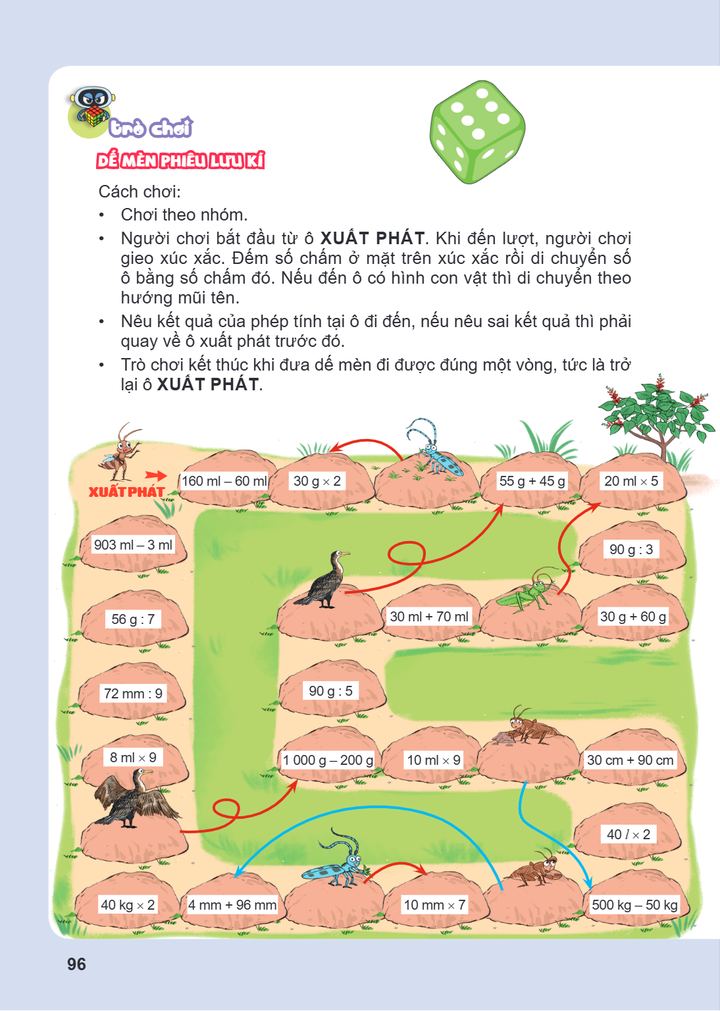 trò chơi
DẾ MÈN PHIÊU LƯU KÍ
Cách chơi:
• Chơi theo nhóm.
• Người chơi bắt đầu từ ô XUẤT PHÁT. Khi đến lượt, người chơi
gieo xúc xắc. Đếm số chấm ở mặt trên xúc xắc rồi di chuyển số
ô bằng số chấm đó. Nếu đến ô có hình con vật thì di chuyển theo
hướng mũi tên.
• Nêu kết quả của phép tính tại ô đi đến, nếu nêu sai kết quả thì phải
quay về ô xuất phát trước đó.
• Trò chơi kết thúc khi đưa dế mèn đi được đúng một vòng, tức là trở
lại ô XUẤT PHÁT.
XUẤT PHÁT
160 ml – 60 ml
30 g × 2
55 g + 45 g
20 ml × 5
903 ml – 3 ml
90 g : 3
56 g : 7
30 ml + 70 ml
30 g + 60 g
72 mm : 9
90 g : 5
8 ml × 9
1 000 g – 200 g
10 ml × 9
30 cm + 90 cm
40 l × 2
40 kg × 2
4 mm + 96 mm
10 mm × 7
500 kg – 50 kg
96